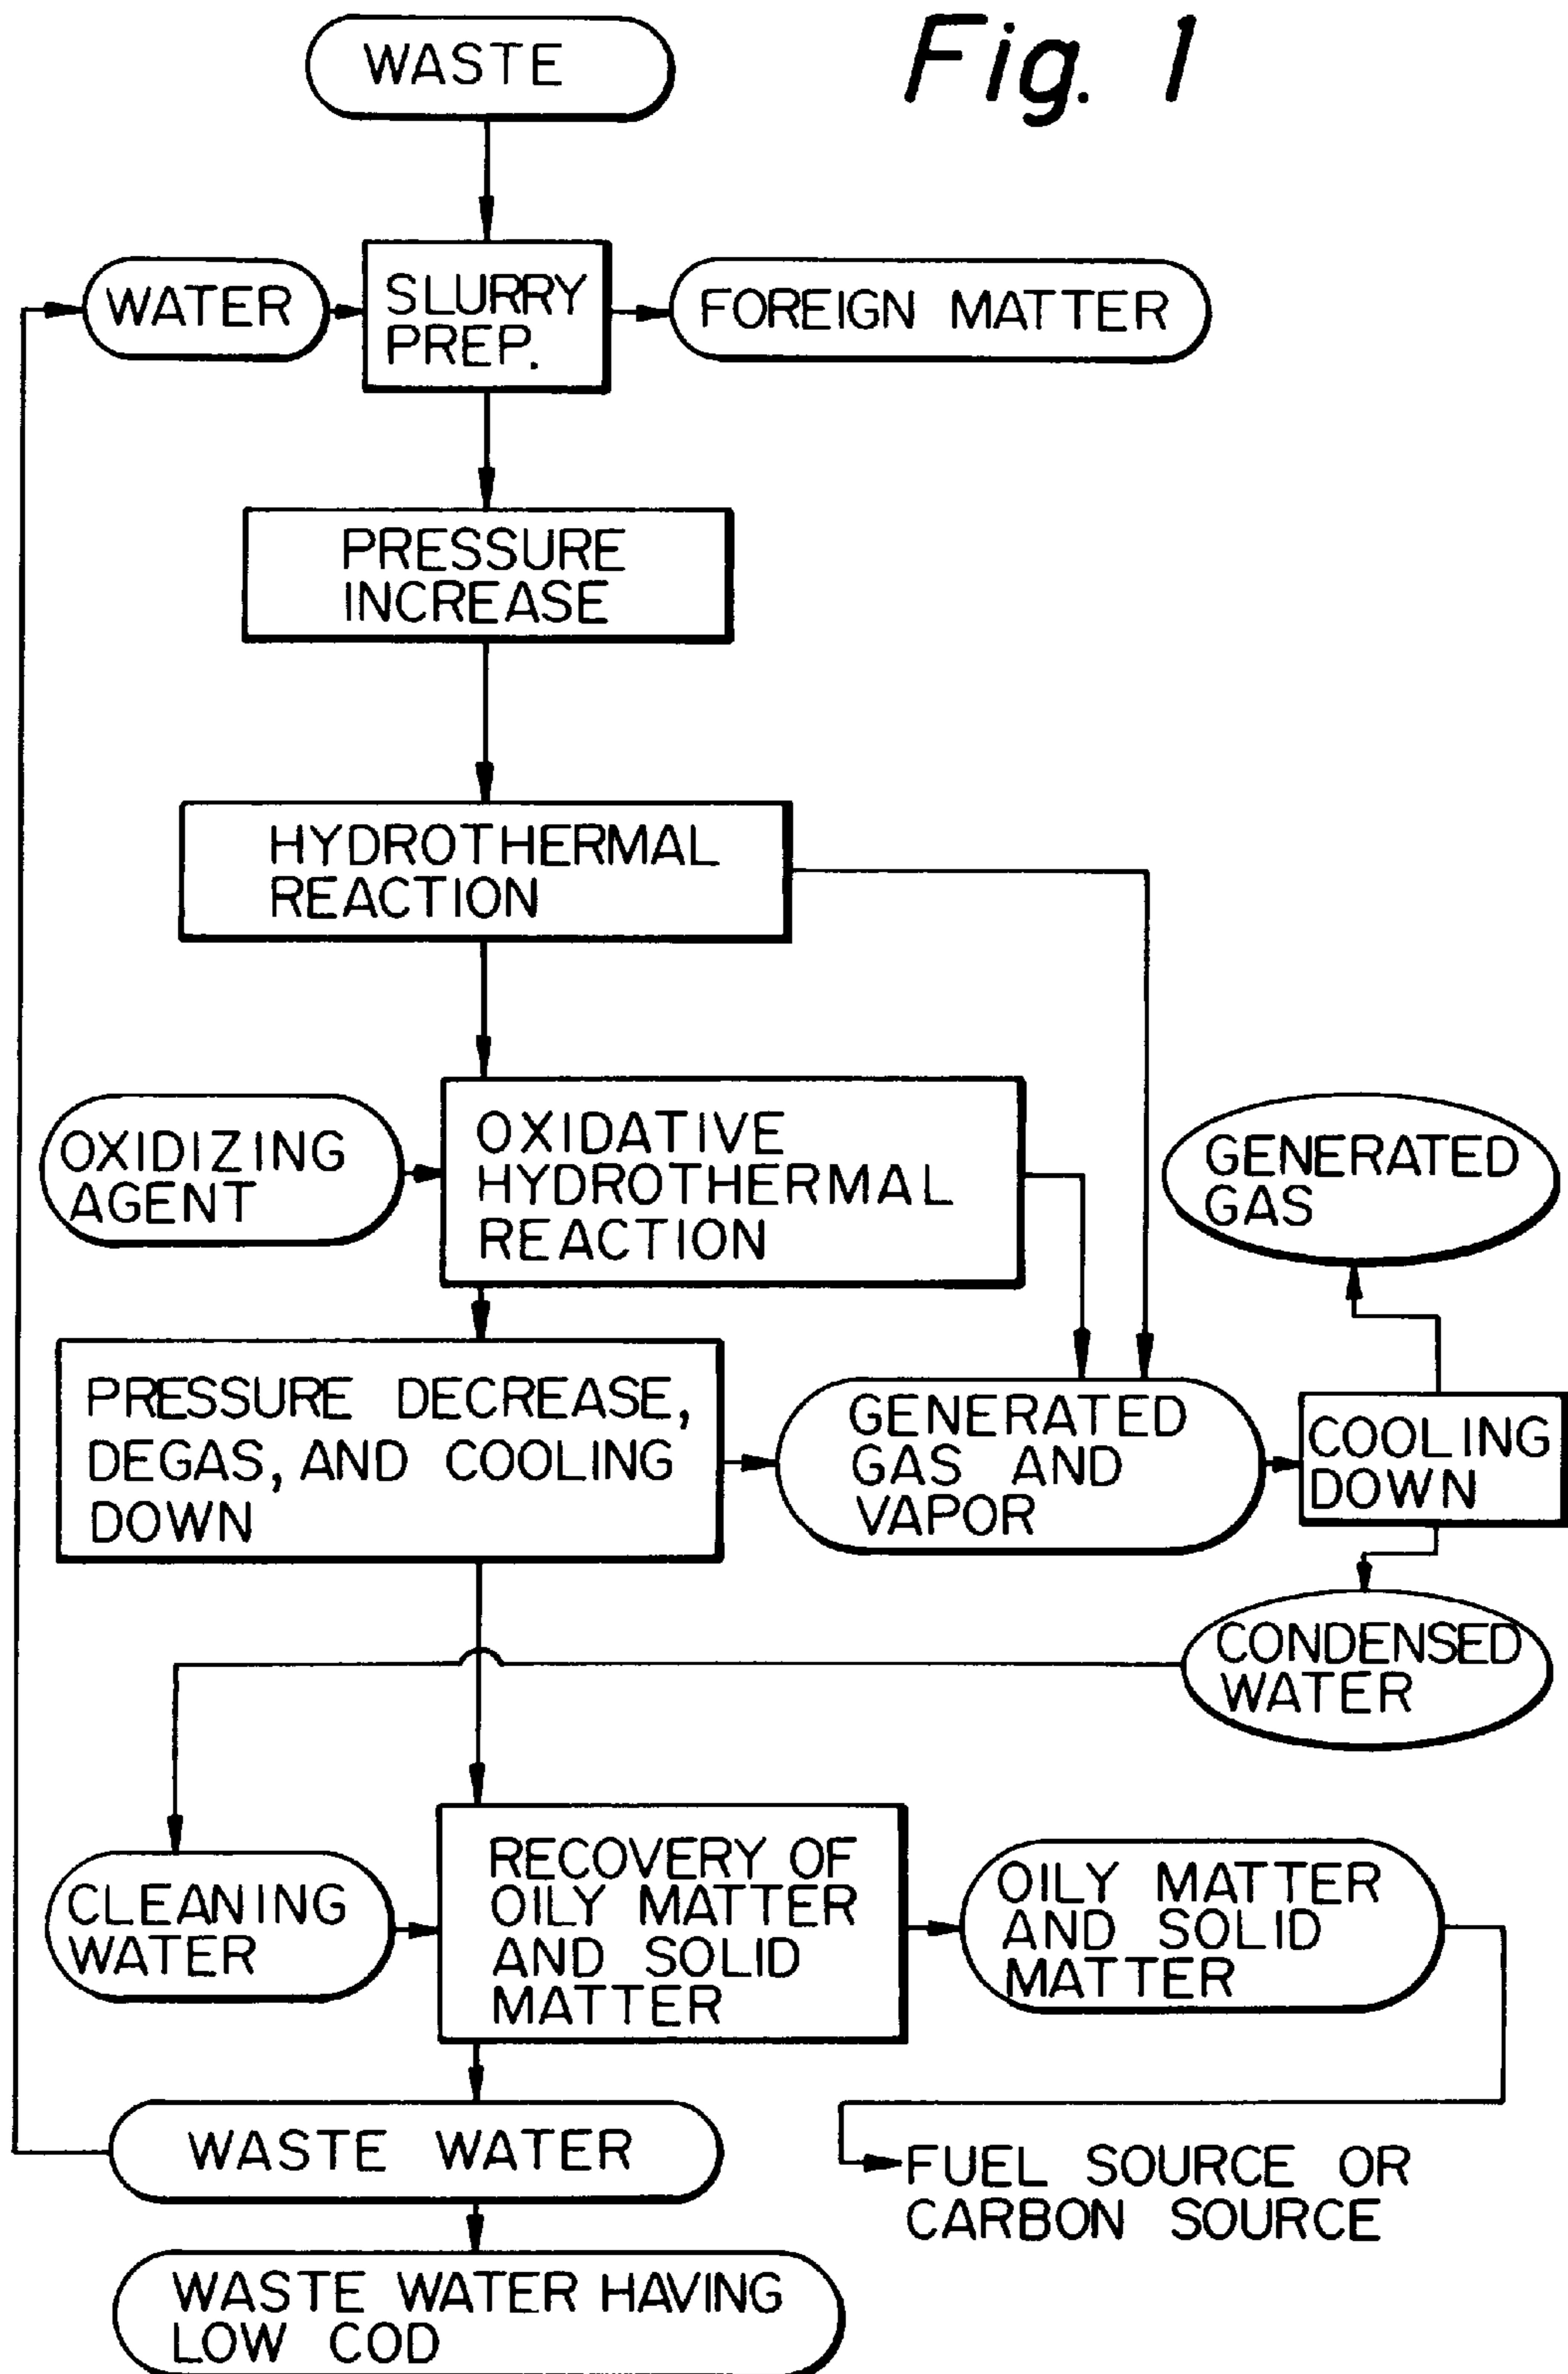 Fig. 1
WASTE
WATER
SLURRY
PREP.
FOREIGN MATTER
PRESSURE
INCREASE
HYDROTHERMAL
REACTION
OXIDIZING
AGENT
OXIDATIVE
HYDROTHERMAL
REACTION
GENERATED
GAS
PRESSURE DECREASE,
DEGAS, AND COOLING
DOWN
GENERATED
GAS AND
VAPOR
COOLING
DOWN
CONDENSED
WATER
CLEANING
WATER
RECOVERY OF
OILY MATTER
AND SOLID
MATTER
OILY MATTER
AND SOLID
MATTER
WASTE WATER
FUEL SOURCE OR
CARBON SOURCE
WASTE WATER HAVING
LOW COD